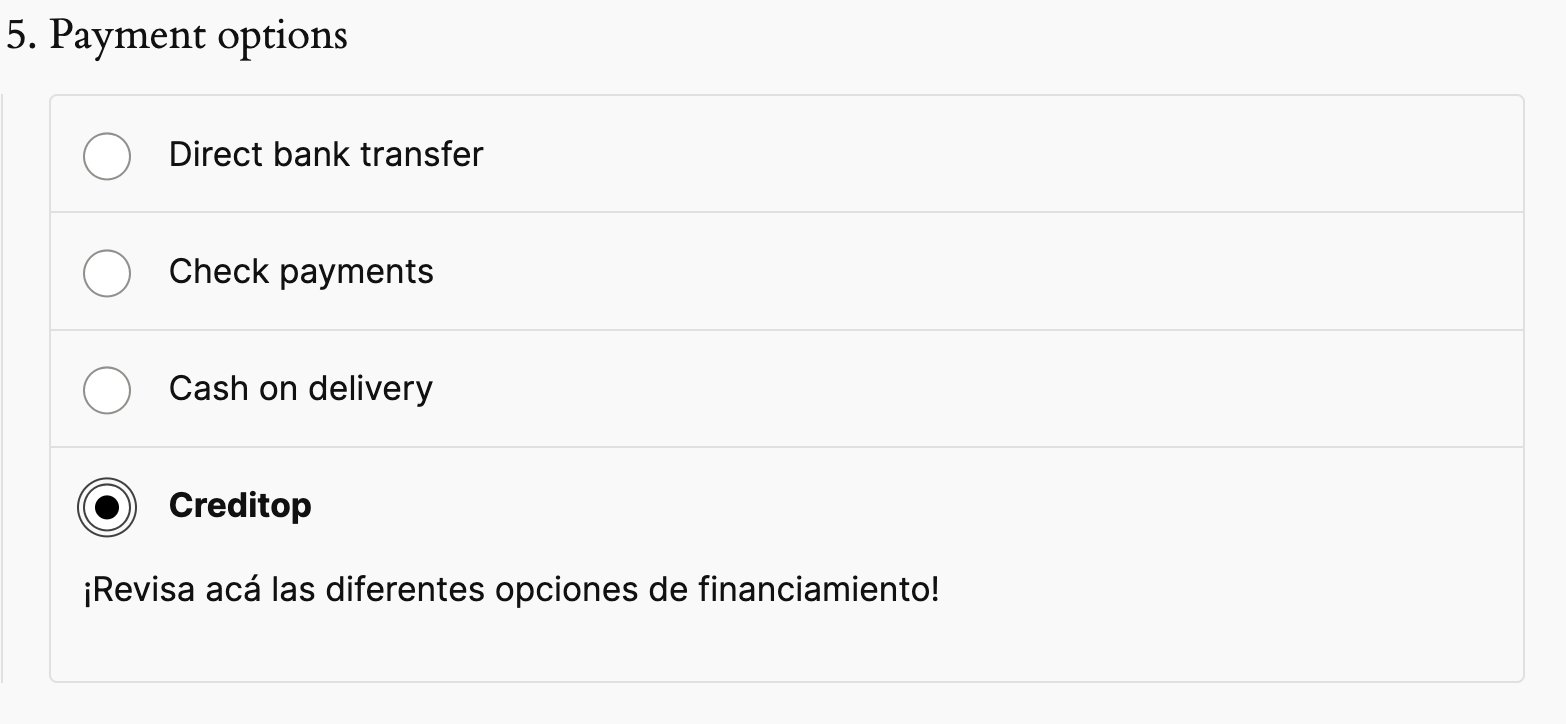 5. Payment options
Direct bank transfer
Check payments
Cash on delivery
Creditop
¡Revisa acá las diferentes opciones de financiamiento!